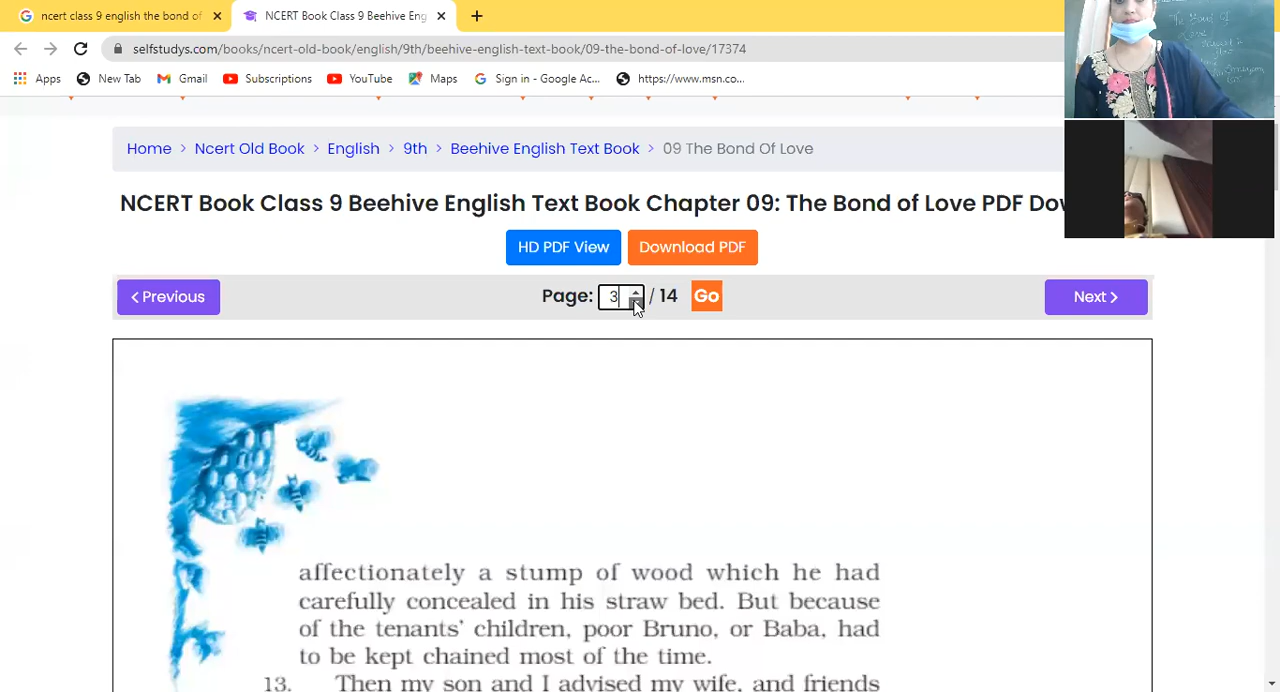 ncert class 9 english the bond of
NCERT Book Class 9 Beehive Eng
selfstudys.com/books/ncert-old-book/english/9th/beehive-english-text-book/09-the-bond-of-love/17374
Apps New Tab Gmail Subscriptions YouTube Maps Sign in - Google Ac... https://www.msn.co...
The Bond of
Love
Home > Ncert Old Book > English > 9th > Beehive English Text Book > 09 The Bond Of Love
NCERT Book Class 9 Beehive English Text Book Chapter 09: The Bond of Love PDF Dow
HD PDF View Download PDF
Previous Page: 3 / 14 Go Next
affectionately a stump of wood which he had
carefully concealed in his straw bed. But because
of the tenants' children, poor Bruno, or Baba, had
to be kept chained most of the time.
13. Then my son and I advised my wife, and friends